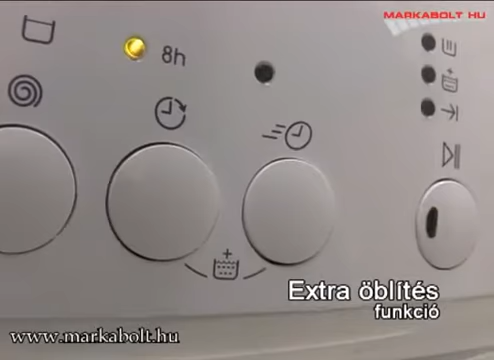 MARKABOLT HU
8h
Extra öblítés
funkció
www.markabolt.hu